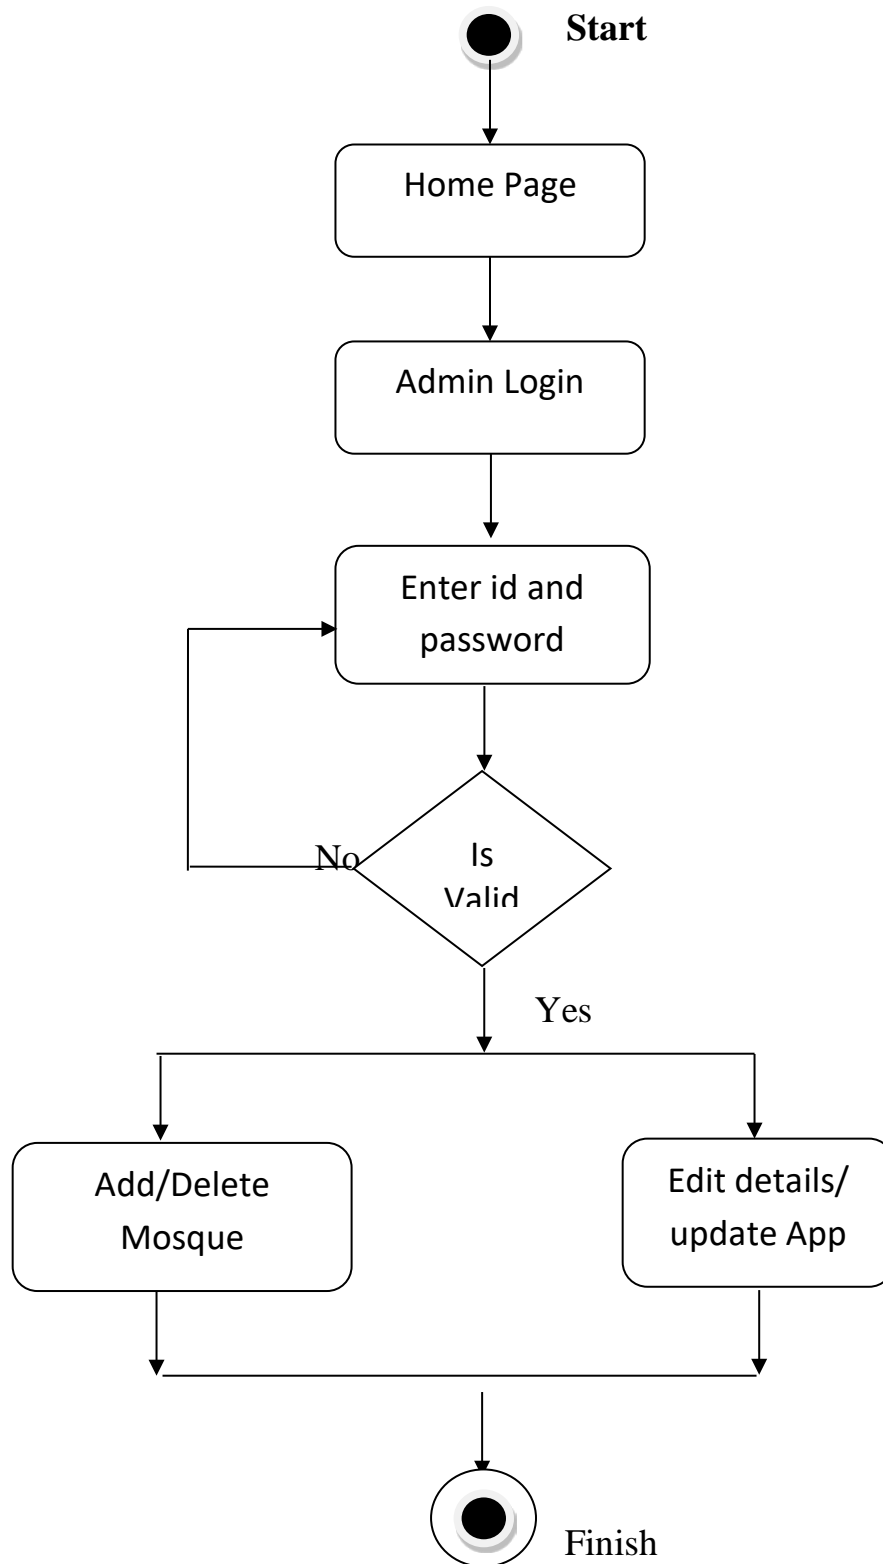 Start
Home Page
Admin Login
Enter id and
password
No
Is
Valid
Yes
Add/Delete
Mosque
Edit details/
update App
Finish